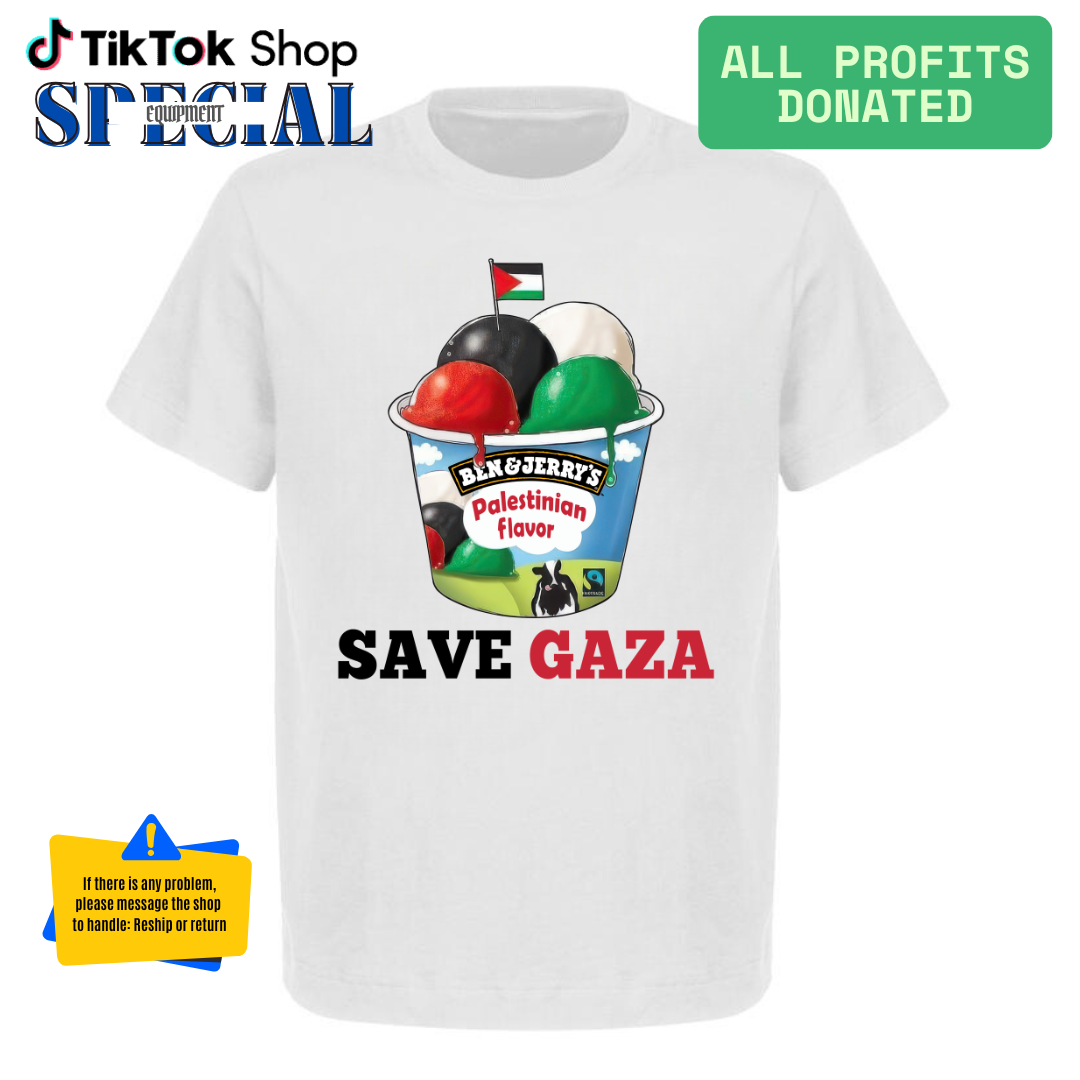 TikTok Shop
SPECIAL
EQUIPMENT
ALL PROFITS
DONATED
BEN & JERRY'S
Palestinian
flavor
FAIRTRADE
SAVE GAZA
If there is any problem,
please message the shop
to handle: Reship or return